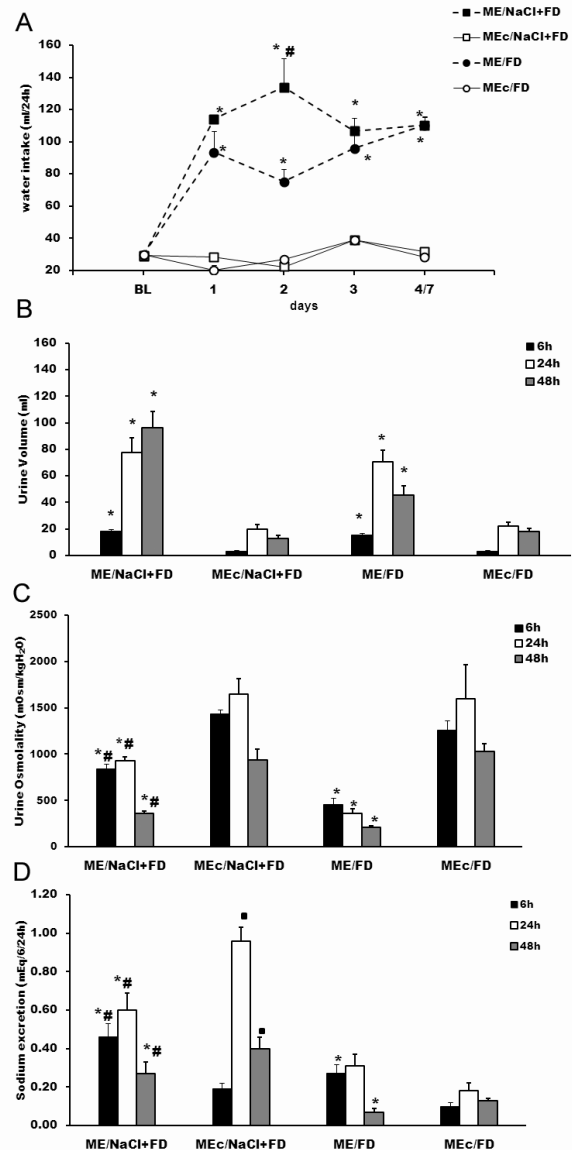 A
ME/NaCl+FD
MEc/NaCl+FD
ME/FD
MEc/FD
water intake (ml/24h)
160
140
120
100
80
60
40
20
* #
*
*
*
*
*
*
*
BL 1 2 3 4/7
days
B
Urine Volume (ml)
160
140
120
100
80
60
40
20
0
6h
24h
48h
* * *
* * *
ME/NaCl+FD MEc/NaCl+FD ME/FD MEc/FD
C
Urine Osmolality (mOsm/kgH₂O)
2500
2000
1500
1000
500
0
6h
24h
48h
*# *# *#
* * *
ME/NaCl+FD MEc/NaCl+FD ME/FD MEc/FD
D
Sodium excretion (mEq/6/24h)
1.20
1.00
0.80
0.60
0.40
0.20
0.00
6h
24h
48h
*# *# *#
* *
ME/NaCl+FD MEc/NaCl+FD ME/FD MEc/FD